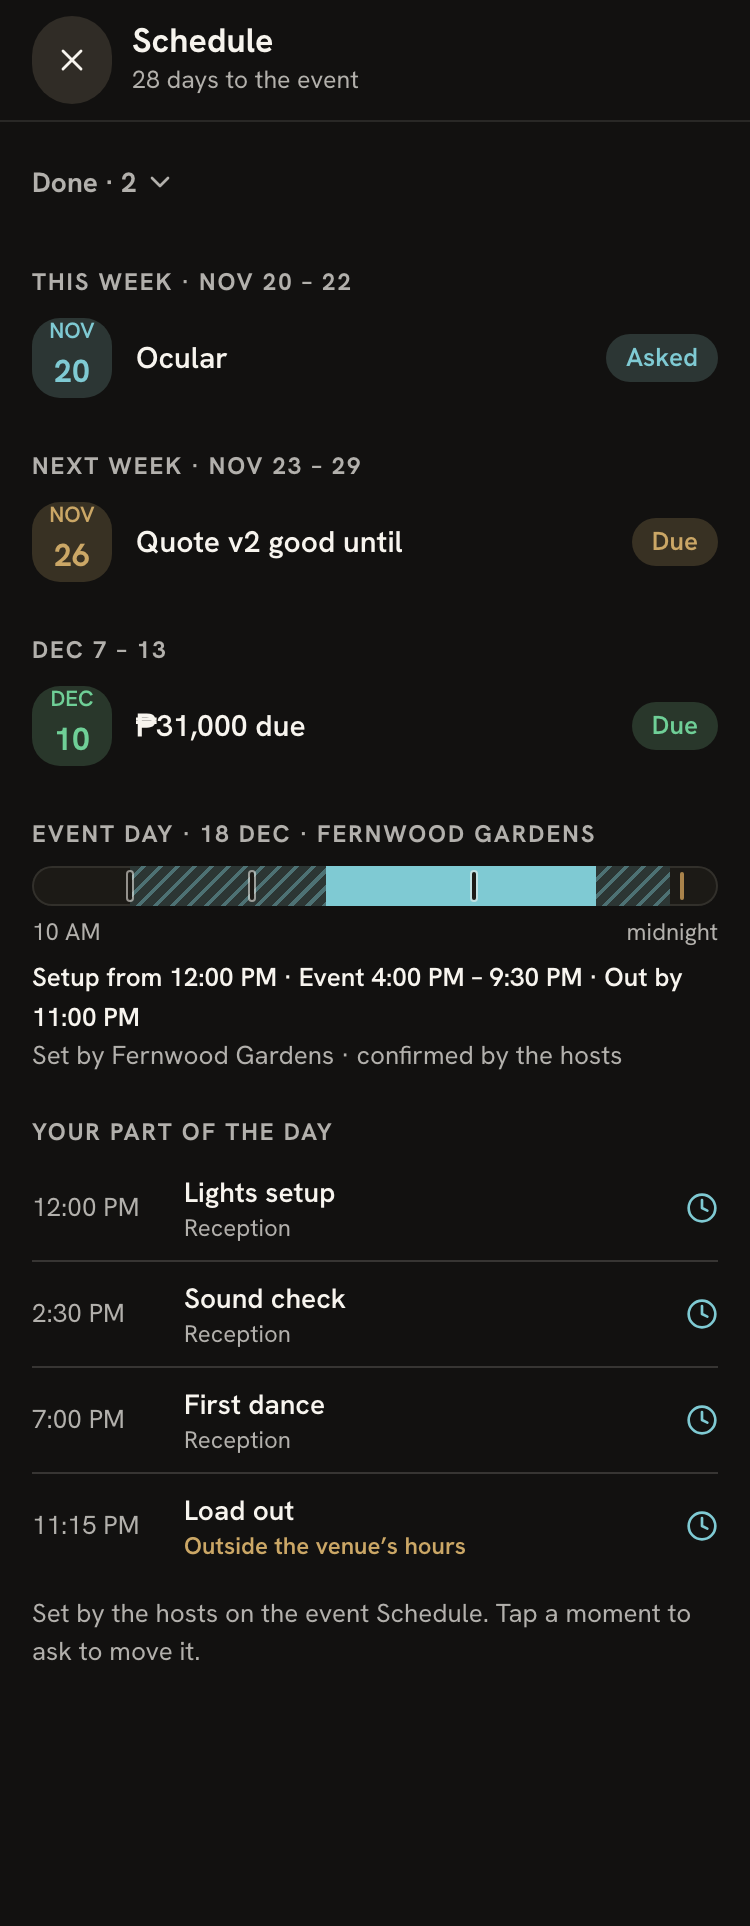 Schedule
28 days to the event
Done · 2
THIS WEEK · NOV 20 – 22
NOV
20
Ocular
Asked
NEXT WEEK · NOV 23 – 29
NOV
26
Quote v2 good until
Due
DEC 7 – 13
DEC
10
₱31,000 due
Due
EVENT DAY · 18 DEC · FERNWOOD GARDENS
10 AM
midnight
Setup from 12:00 PM · Event 4:00 PM – 9:30 PM · Out by
11:00 PM
Set by Fernwood Gardens · confirmed by the hosts
YOUR PART OF THE DAY
12:00 PM
Lights setup
Reception
2:30 PM
Sound check
Reception
7:00 PM
First dance
Reception
11:15 PM
Load out
Outside the venue’s hours
Set by the hosts on the event Schedule. Tap a moment to
ask to move it.